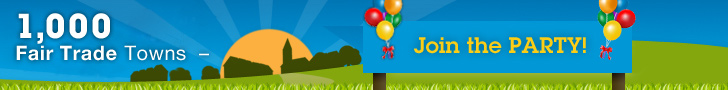 1,000
Fair Trade Towns –
Join the PARTY!